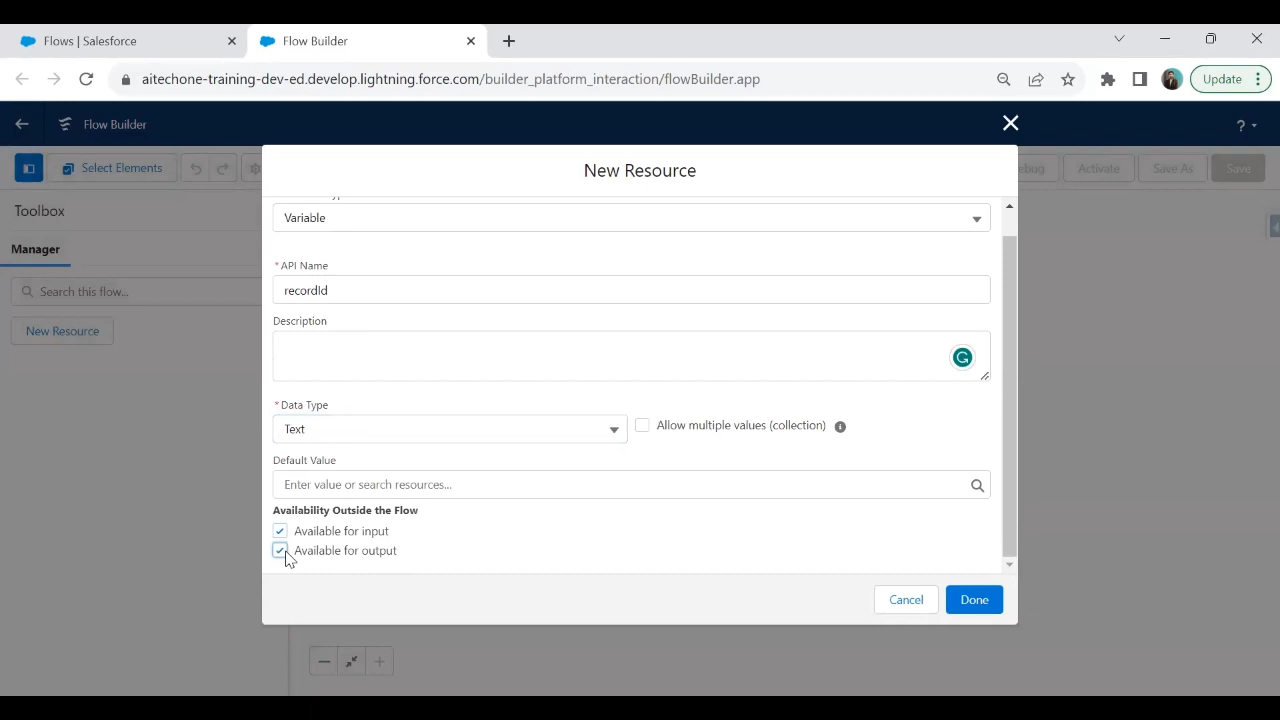 Flows | Salesforce
Flow Builder
aitechone-training-dev-ed.develop.lightning.force.com/builder_platform_interaction/flowBuilder.app
Update
Flow Builder
?
New Resource
Select Elements
Activate
Save As
Save
Toolbox
Manager
Search this flow...
New Resource
Variable
* API Name
recordId
Description
* Data Type
Text
Allow multiple values (collection)
Default Value
Enter value or search resources...
Availability Outside the Flow
Available for input
Available for output
Cancel
Done